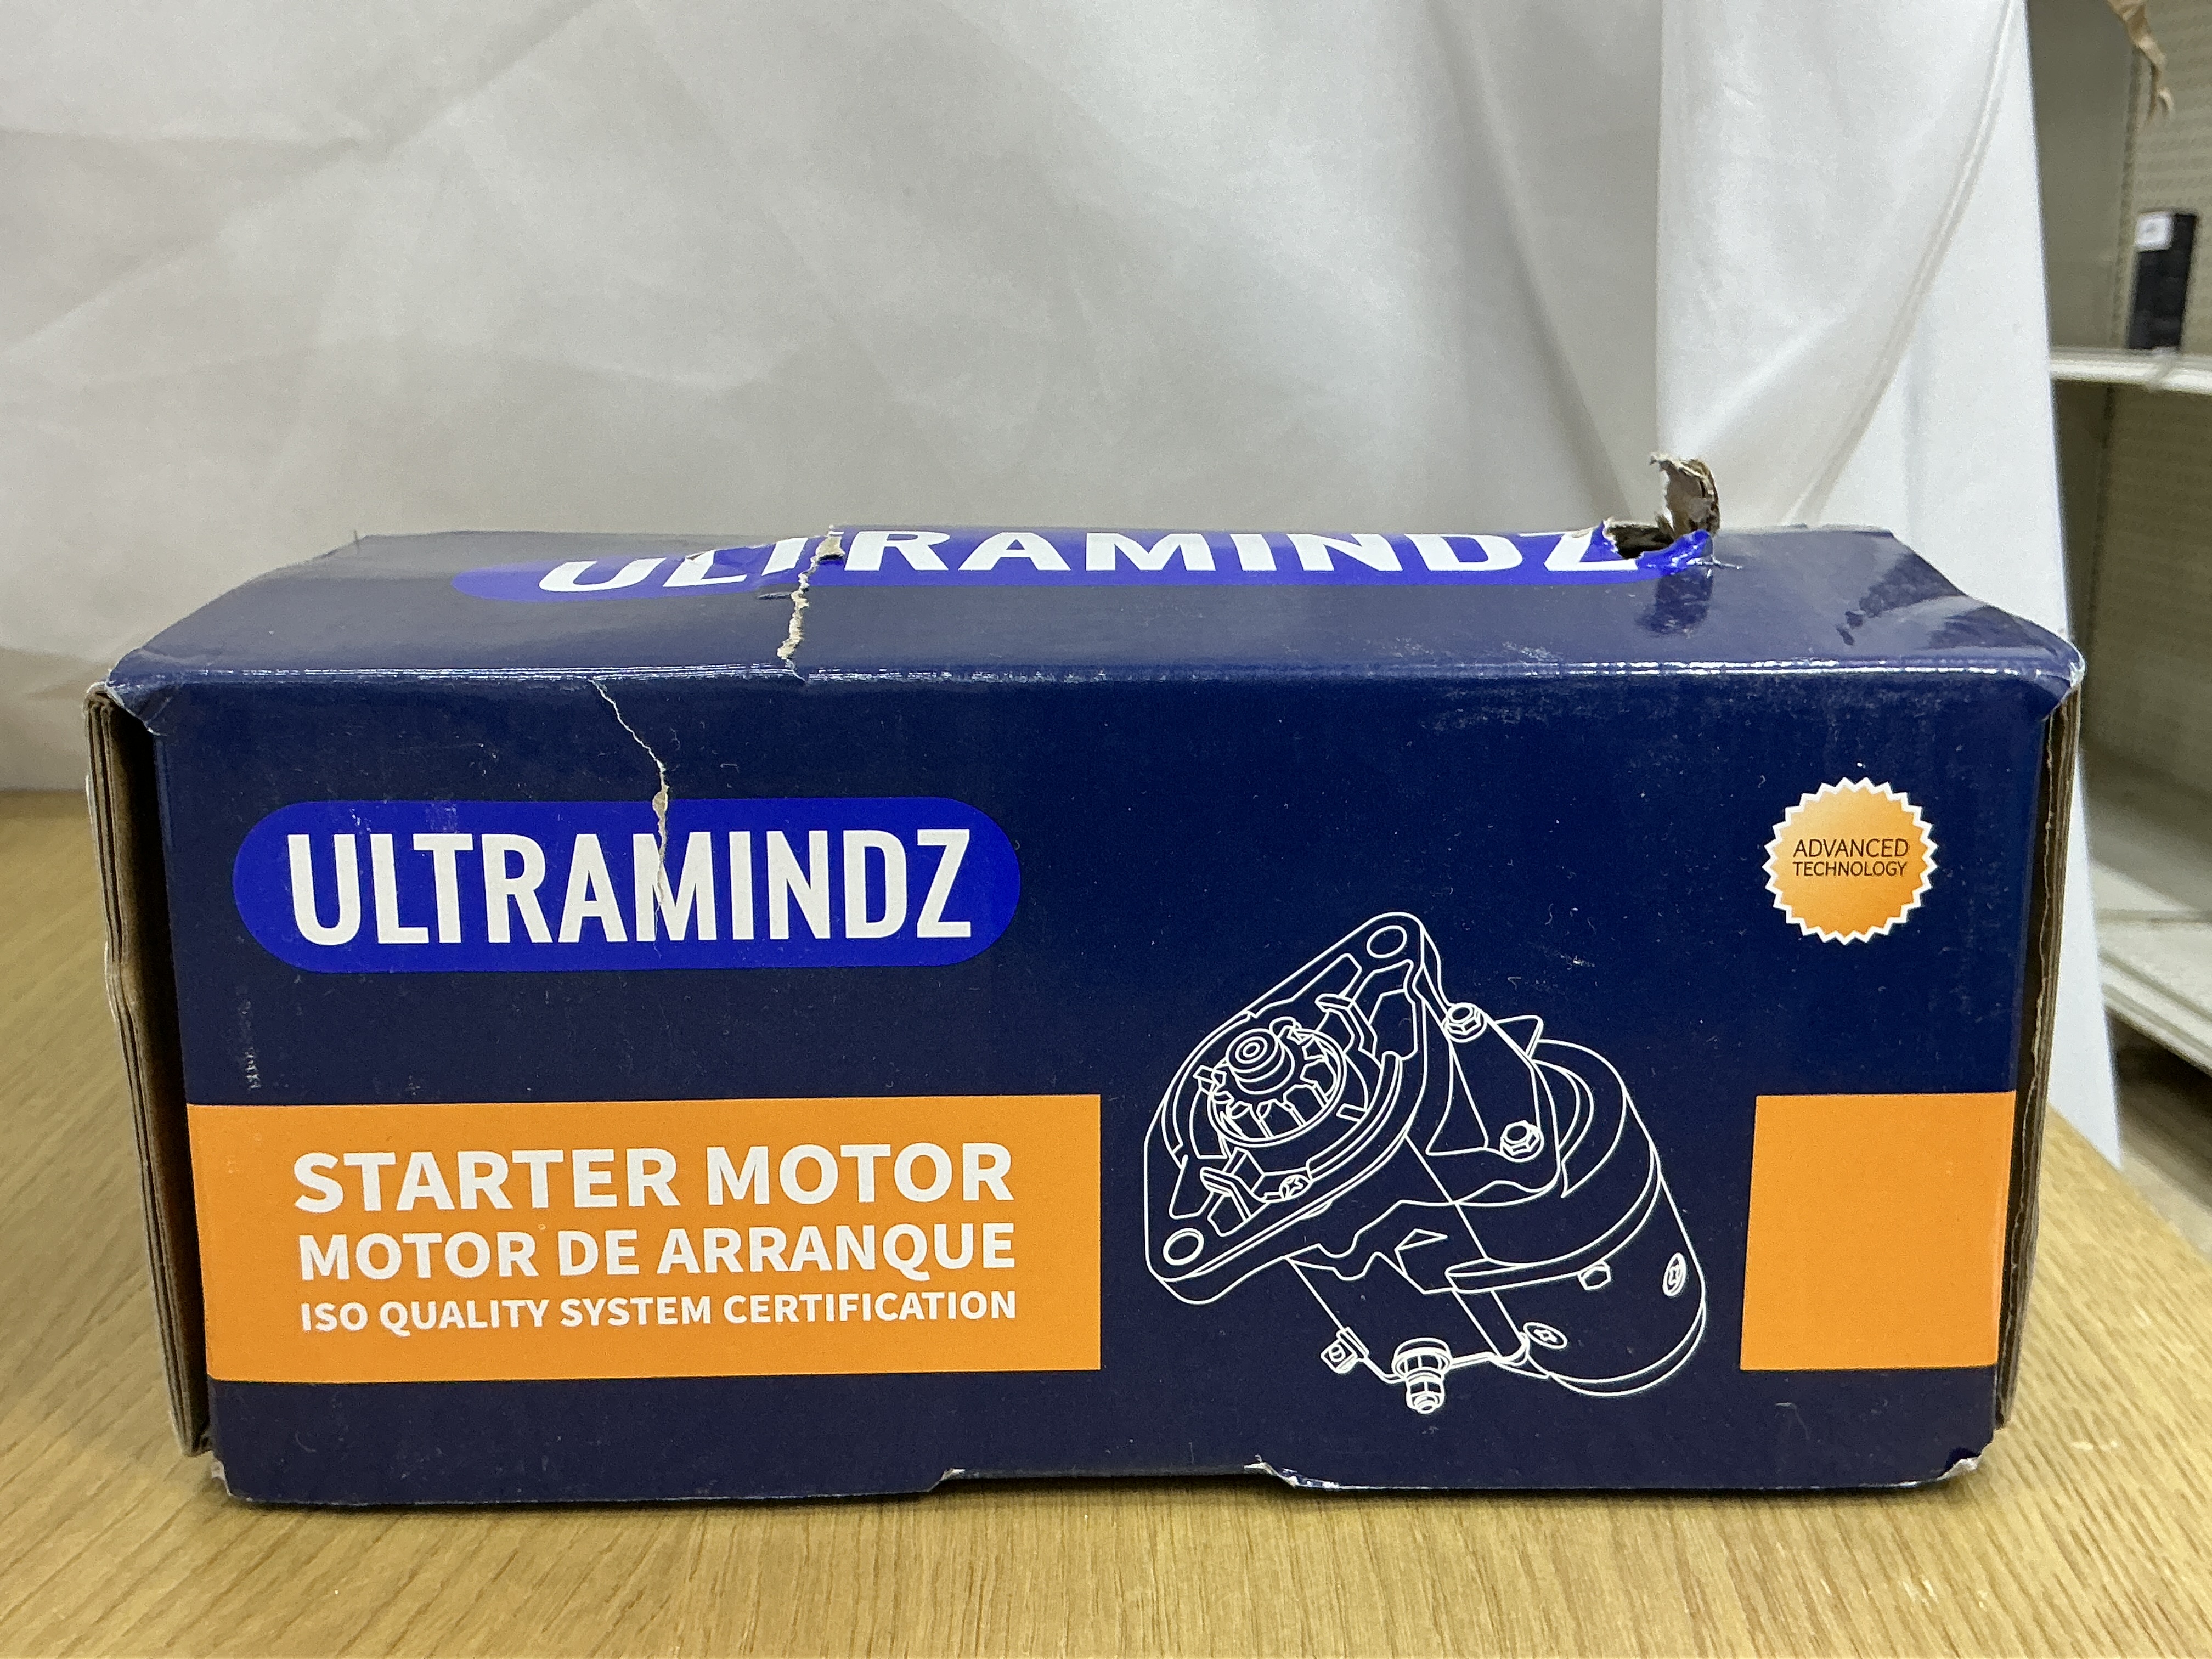 ULTRAMINDZ
ULTRAMINDZ
ADVANCED
TECHNOLOGY
STARTER MOTOR
MOTOR DE ARRANQUE
ISO QUALITY SYSTEM CERTIFICATION